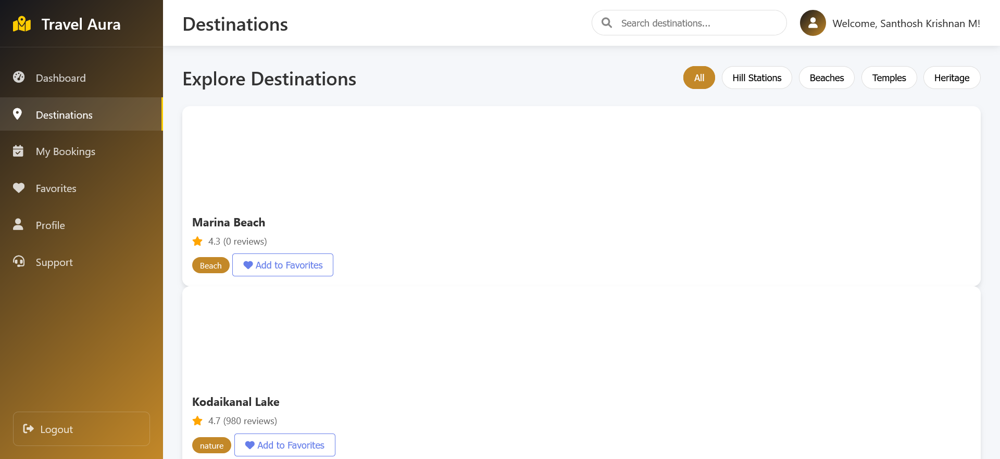 Travel Aura
Dashboard
Destinations
My Bookings
Favorites
Profile
Support
Logout
Destinations
Search destinations...
Welcome, Santhosh Krishnan M!
Explore Destinations
All
Hill Stations
Beaches
Temples
Heritage
Marina Beach
4.3 (0 reviews)
Beach
Add to Favorites
Kodaikanal Lake
4.7 (980 reviews)
nature
Add to Favorites